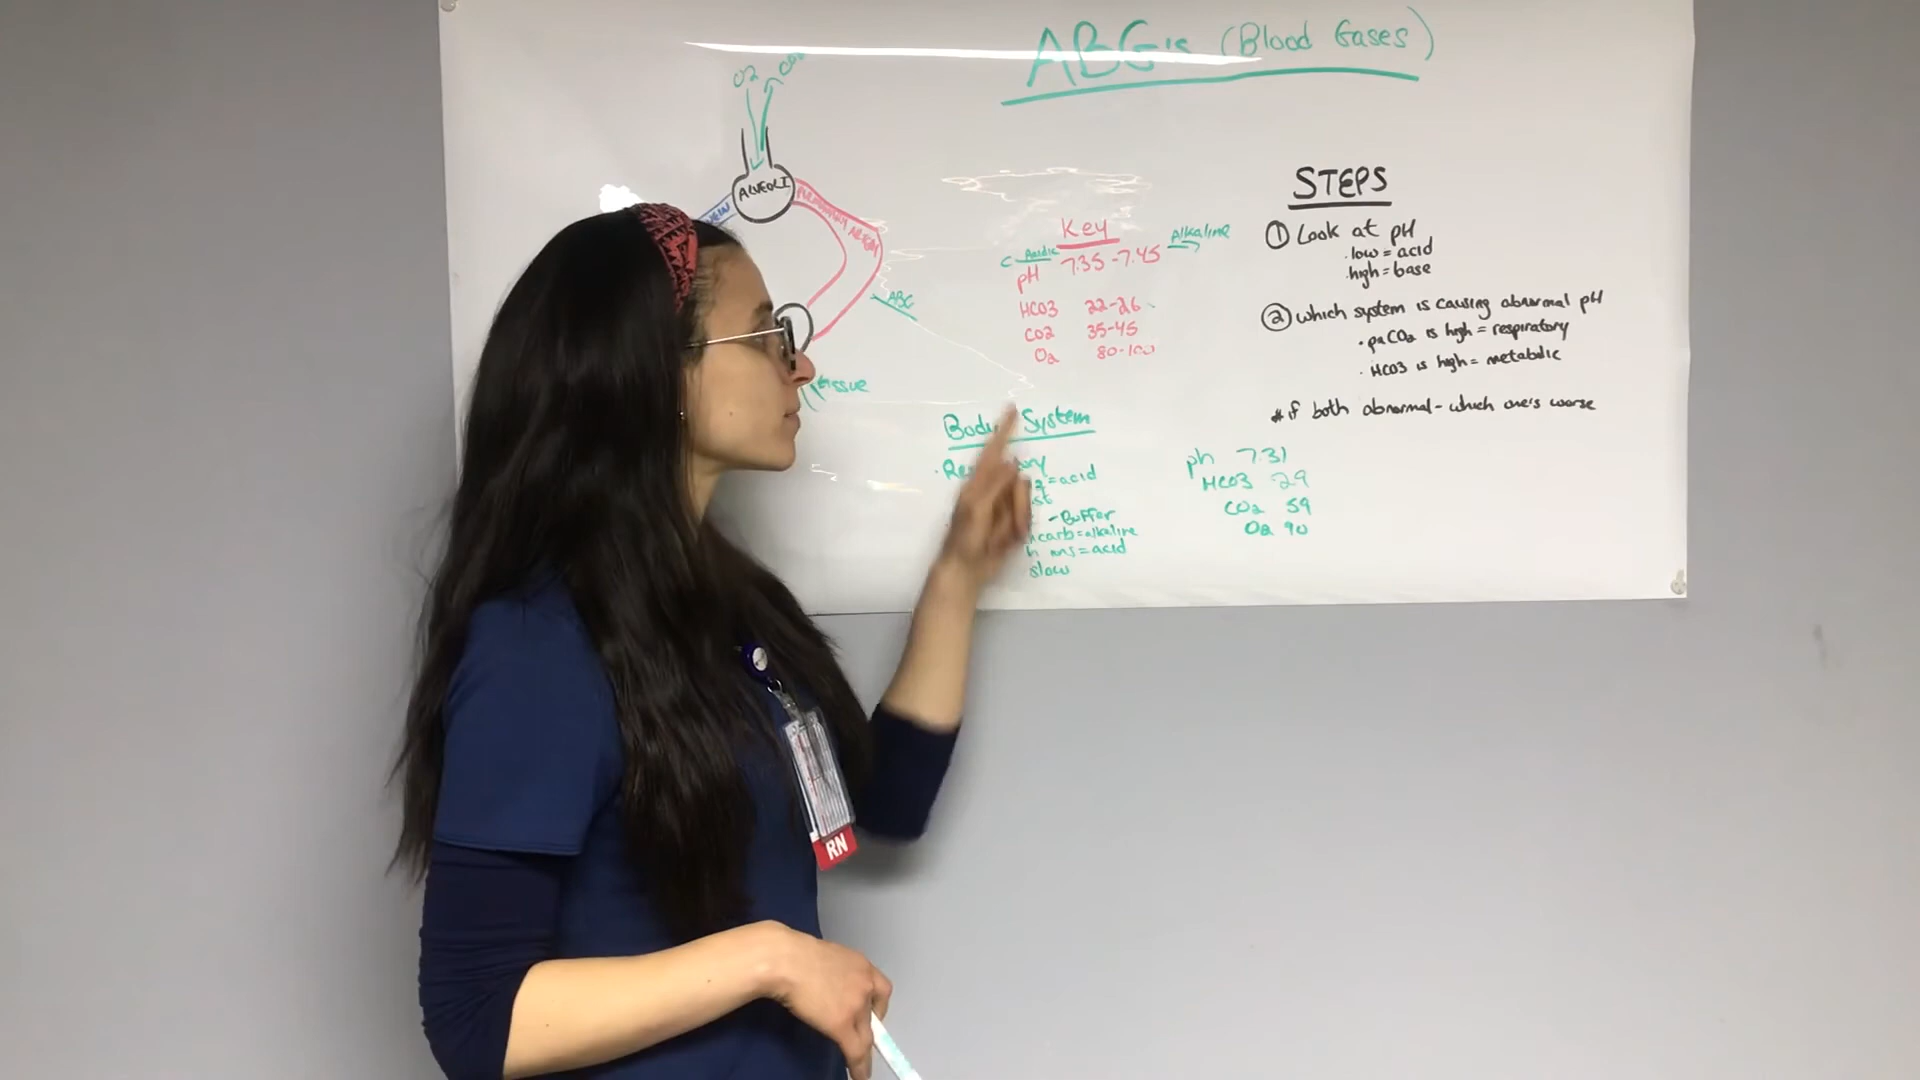 ABG's (Blood Gases)
O2
ALVEOLI
PULMONARY
VEIN
ABG
tissue
Key
Acidic
Alkaline
pH 7.35-7.45
HCO3 22-26
CO2 35-45
O2 80-100
Body System
=acid
-Buffer
=alkaline
=acid
slow
STEPS
① Look at pH
.low = acid
.high = base
② which system is causing abnormal pH
• paCO2 is high = respiratory
• HCO3 is high = metabolic
* if both abnormal - which one's worse
ph 7.31
HCO3 29
CO2 59
O2 90
RN